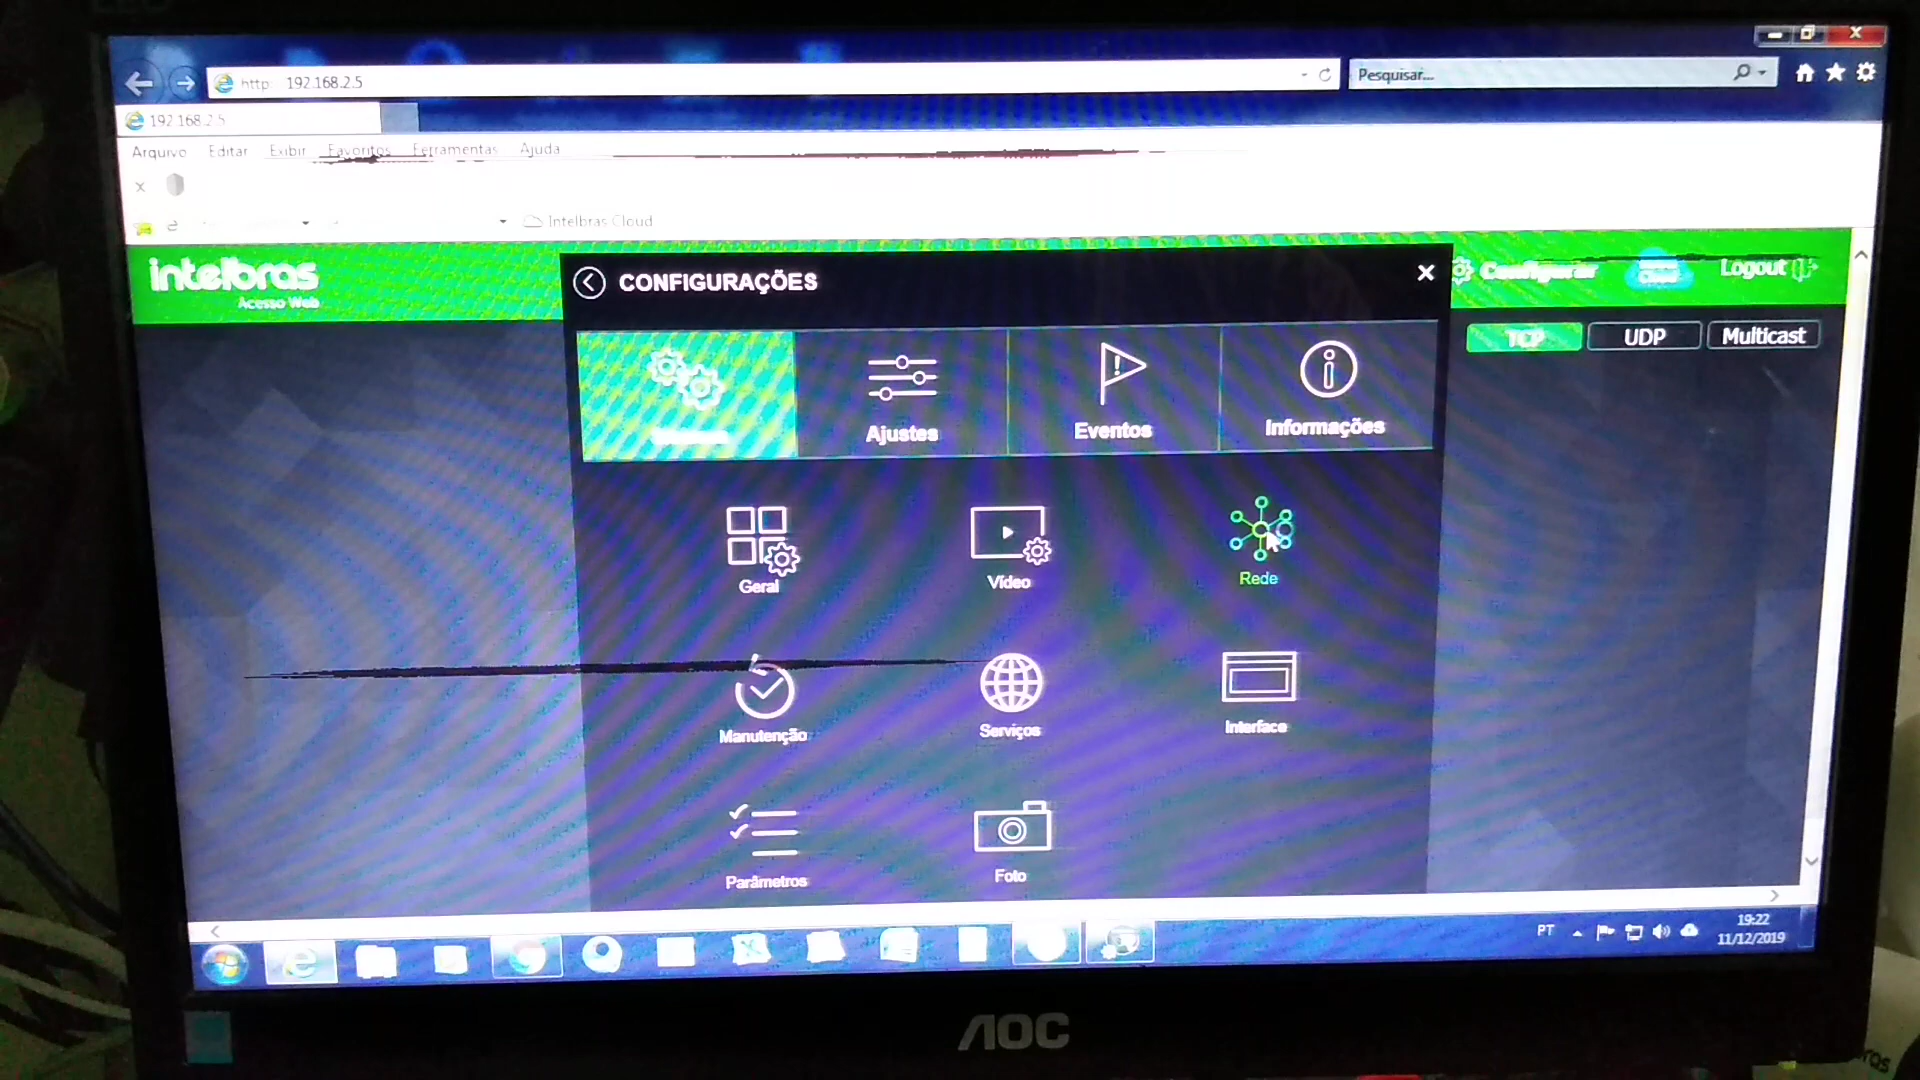 http 192.168.2.5
Pesquisar...
192.168.2.5
Arquivo Editar Exibir Favoritos Ferramentas Ajuda
x
Intelbras Cloud
intelbras
Acesso Web
CONFIGURAÇÕES
Configurar
Logout
TCP
UDP
Multicast
Ajustes
Eventos
Informações
Geral
Vídeo
Rede
Manutenção
Serviços
Interface
Parâmetros
Foto
PT
19:22
11/12/2019
AOC